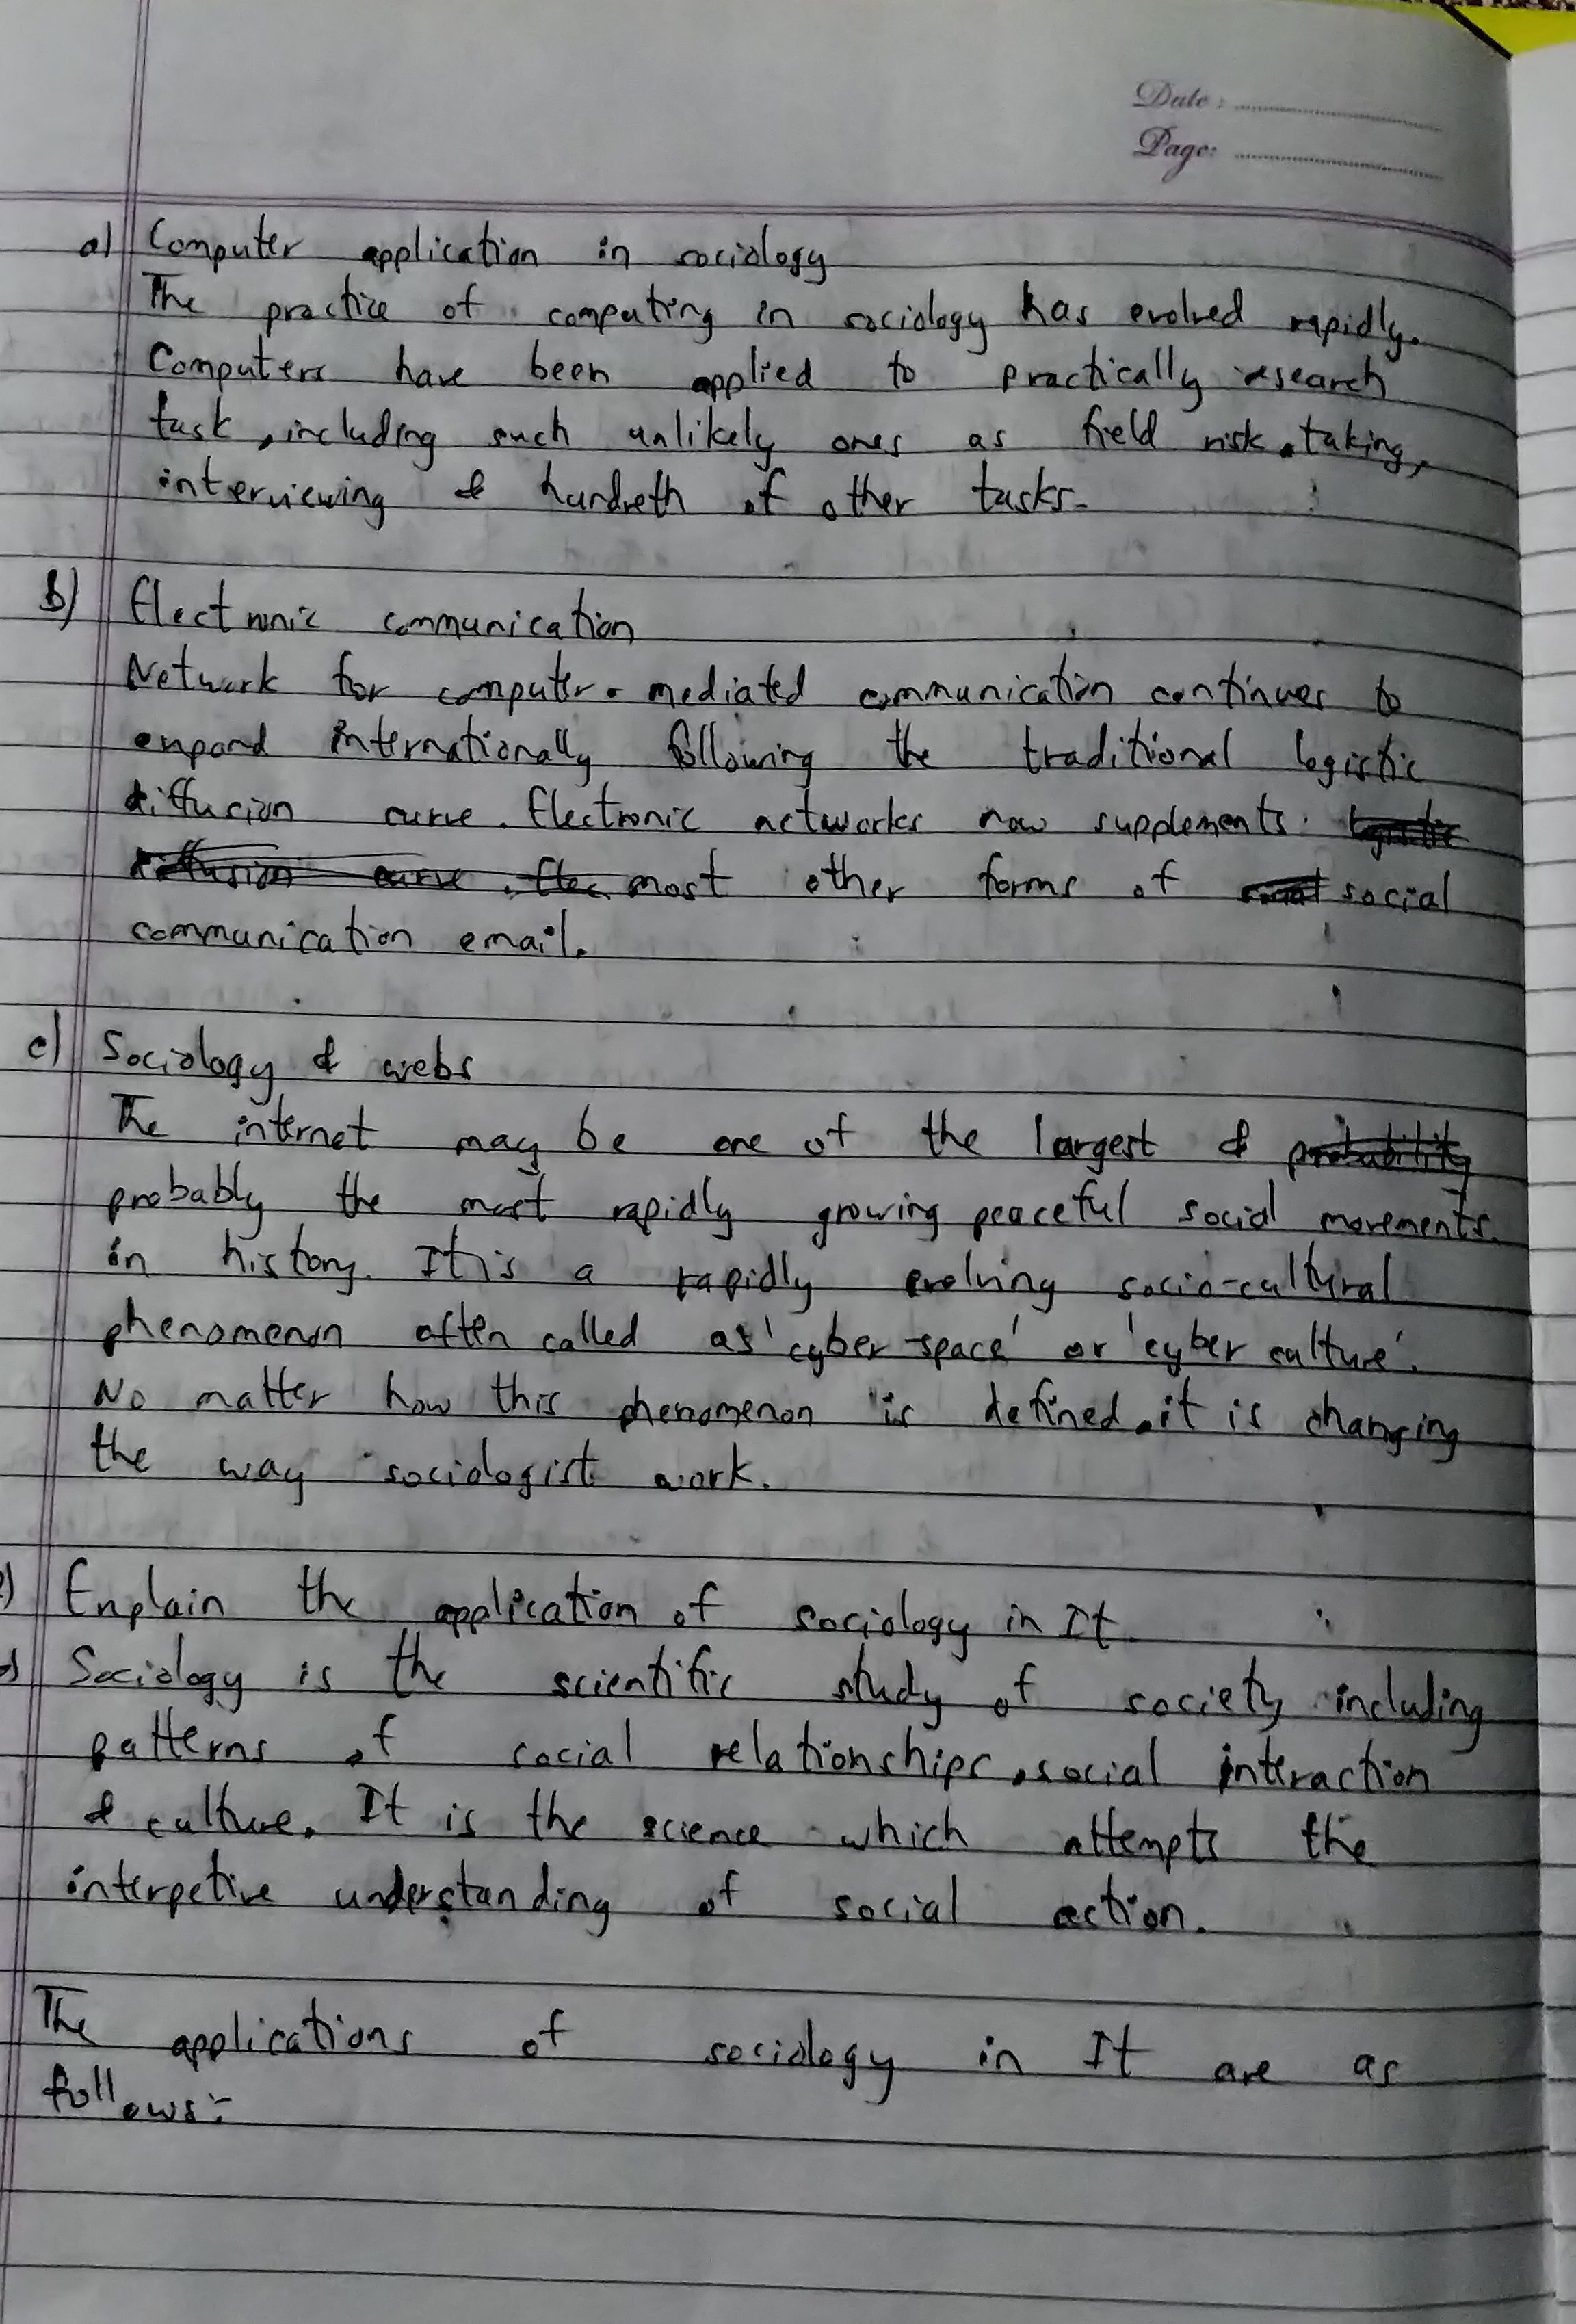 Date :
Page:
a) Computer application in sociology
The practice of computing in sociology has evolved rapidly.
Computers have been applied to practically research
task, including such unlikely ones as field risk, taking,
interviewing & hundreth of other tasks.
b) Electronic communication
Network for computer - mediated communication continues to
expand internationally following the traditional logistic
diffusion curve. Electronic networks now supplements
most other forms of social
communication email.
c) Sociology & webs
The internet may be one of the largest & probability
probably the most rapidly growing peaceful social movements
in history. It is a rapidly evolving socio-cultural
phenomenon often called as 'cyber space' or 'cyber culture'.
No matter how this phenomenon is defined, it is changing
the way sociologist work.
Explain the application of sociology in It.
Sociology is the scientific study of society including
patterns of social relationships, social interaction
& culture. It is the science which attempts the
interpetive understanding of social action.
The applications of sociology in It are as
follows:-